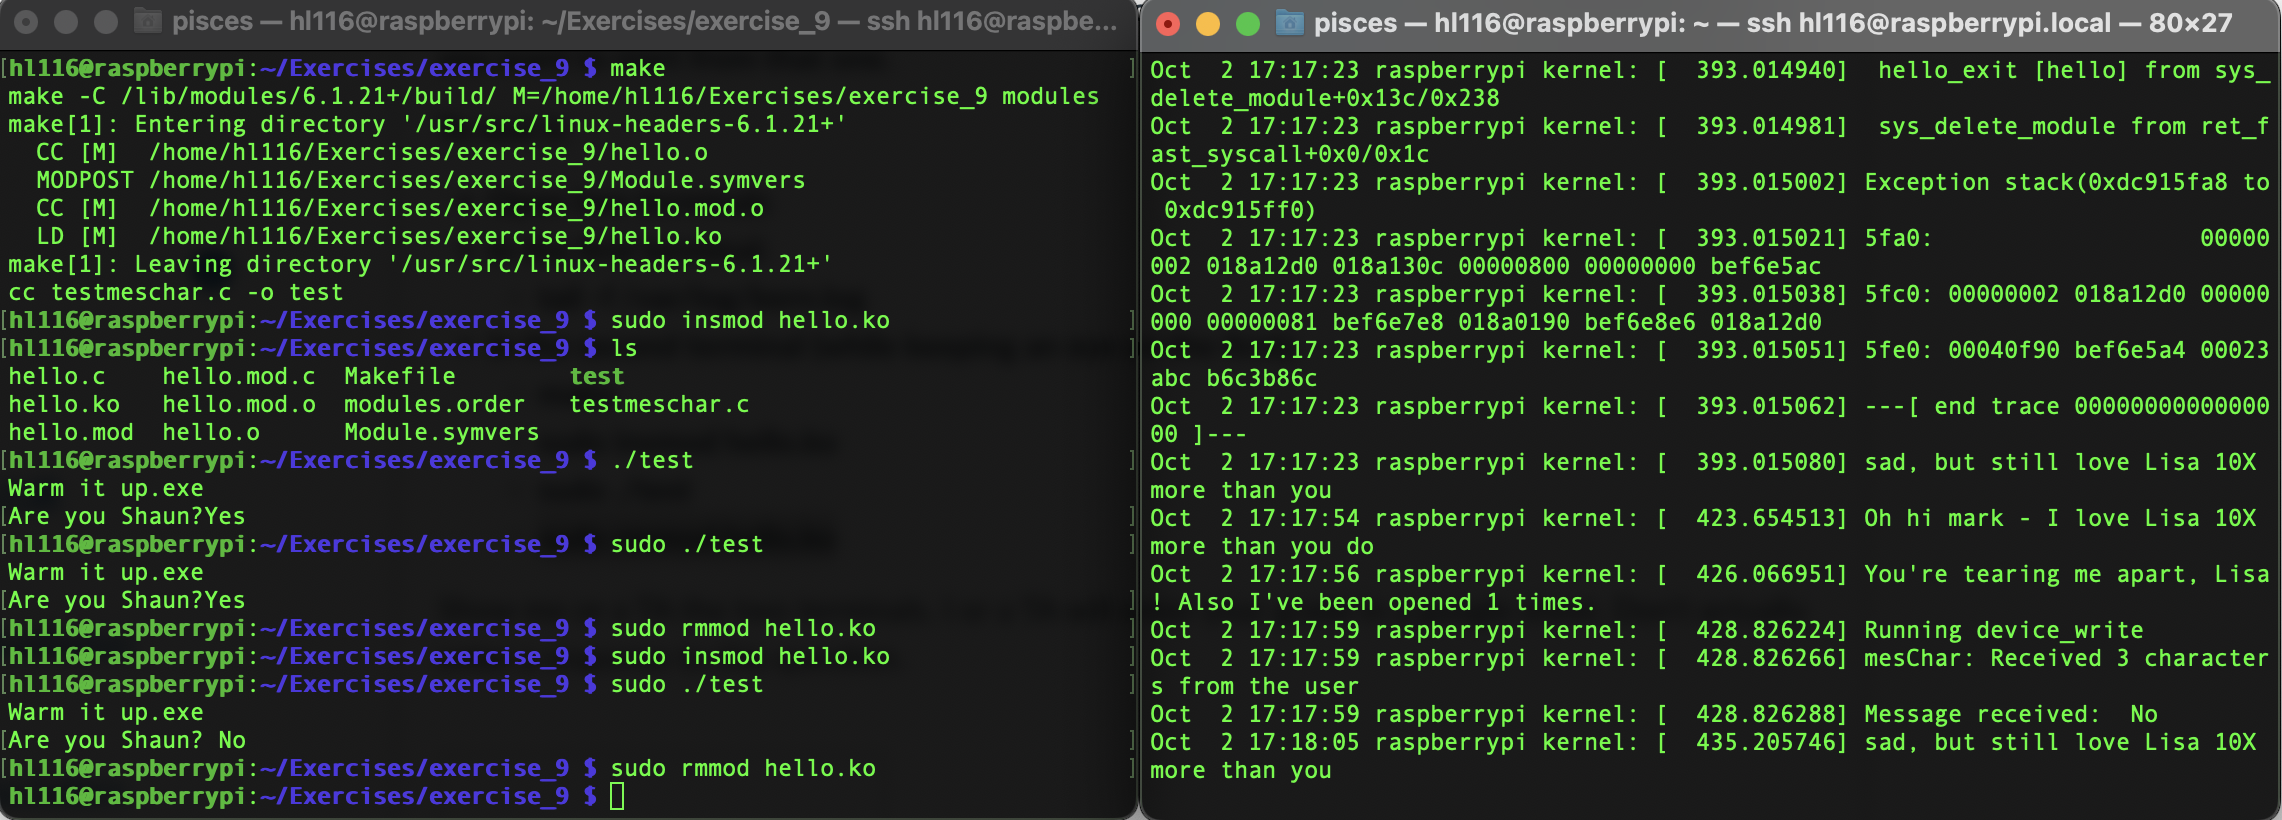 pisces — hl116@raspberrypi: ~/Exercises/exercise_9 — ssh hl116@raspbe...
[hl116@raspberrypi:~/Exercises/exercise_9 $ make ]
make -C /lib/modules/6.1.21+/build/ M=/home/hl116/Exercises/exercise_9 modules
make[1]: Entering directory '/usr/src/linux-headers-6.1.21+'
  CC [M]  /home/hl116/Exercises/exercise_9/hello.o
  MODPOST /home/hl116/Exercises/exercise_9/Module.symvers
  CC [M]  /home/hl116/Exercises/exercise_9/hello.mod.o
  LD [M]  /home/hl116/Exercises/exercise_9/hello.ko
make[1]: Leaving directory '/usr/src/linux-headers-6.1.21+'
cc testmeschar.c -o test
[hl116@raspberrypi:~/Exercises/exercise_9 $ sudo insmod hello.ko ]
[hl116@raspberrypi:~/Exercises/exercise_9 $ ls ]
hello.c    hello.mod.c  Makefile        test
hello.ko   hello.mod.o  modules.order   testmeschar.c
hello.mod  hello.o      Module.symvers
[hl116@raspberrypi:~/Exercises/exercise_9 $ ./test ]
Warm it up.exe
[Are you Shaun?Yes ]
[hl116@raspberrypi:~/Exercises/exercise_9 $ sudo ./test ]
Warm it up.exe
[Are you Shaun?Yes ]
[hl116@raspberrypi:~/Exercises/exercise_9 $ sudo rmmod hello.ko ]
[hl116@raspberrypi:~/Exercises/exercise_9 $ sudo insmod hello.ko ]
[hl116@raspberrypi:~/Exercises/exercise_9 $ sudo ./test ]
Warm it up.exe
[Are you Shaun? No ]
[hl116@raspberrypi:~/Exercises/exercise_9 $ sudo rmmod hello.ko ]
hl116@raspberrypi:~/Exercises/exercise_9 $
pisces — hl116@raspberrypi: ~ — ssh hl116@raspberrypi.local — 80×27
Oct  2 17:17:23 raspberrypi kernel: [  393.014940]  hello_exit [hello] from sys_
delete_module+0x13c/0x238
Oct  2 17:17:23 raspberrypi kernel: [  393.014981]  sys_delete_module from ret_f
ast_syscall+0x0/0x1c
Oct  2 17:17:23 raspberrypi kernel: [  393.015002] Exception stack(0xdc915fa8 to
 0xdc915ff0)
Oct  2 17:17:23 raspberrypi kernel: [  393.015021] 5fa0:                   00000
002 018a12d0 018a130c 00000800 00000000 bef6e5ac
Oct  2 17:17:23 raspberrypi kernel: [  393.015038] 5fc0: 00000002 018a12d0 00000
000 00000081 bef6e7e8 018a0190 bef6e8e6 018a12d0
Oct  2 17:17:23 raspberrypi kernel: [  393.015051] 5fe0: 00040f90 bef6e5a4 00023
abc b6c3b86c
Oct  2 17:17:23 raspberrypi kernel: [  393.015062] ---[ end trace 00000000000000
00 ]---
Oct  2 17:17:23 raspberrypi kernel: [  393.015080] sad, but still love Lisa 10X
more than you
Oct  2 17:17:54 raspberrypi kernel: [  423.654513] Oh hi mark - I love Lisa 10X
more than you do
Oct  2 17:17:56 raspberrypi kernel: [  426.066951] You're tearing me apart, Lisa
! Also I've been opened 1 times.
Oct  2 17:17:59 raspberrypi kernel: [  428.826224] Running device_write
Oct  2 17:17:59 raspberrypi kernel: [  428.826266] mesChar: Received 3 character
s from the user
Oct  2 17:17:59 raspberrypi kernel: [  428.826288] Message received:  No
Oct  2 17:18:05 raspberrypi kernel: [  435.205746] sad, but still love Lisa 10X
more than you